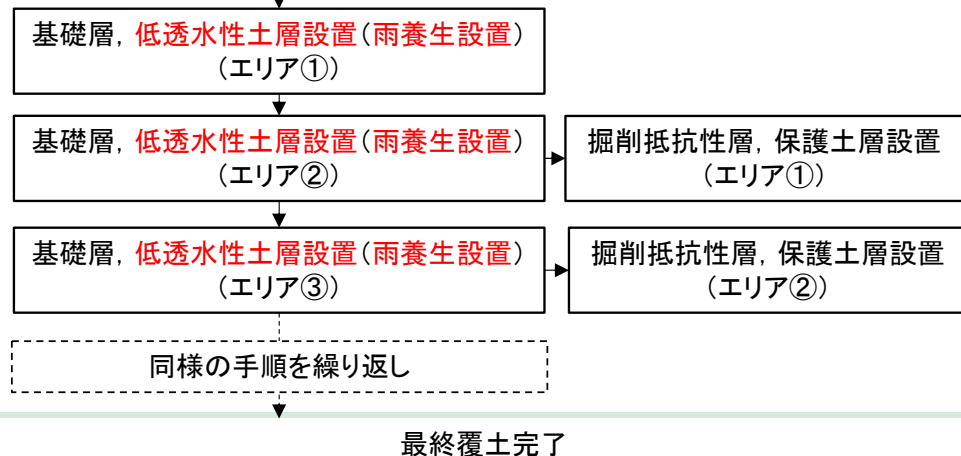 基礎層，低透水性土層設置（雨養生設置）
（エリア①）
基礎層，低透水性土層設置（雨養生設置）
（エリア②）
掘削抵抗性層，保護土層設置
（エリア①）
基礎層，低透水性土層設置（雨養生設置）
（エリア③）
掘削抵抗性層，保護土層設置
（エリア②）
同様の手順を繰り返し
最終覆土完了